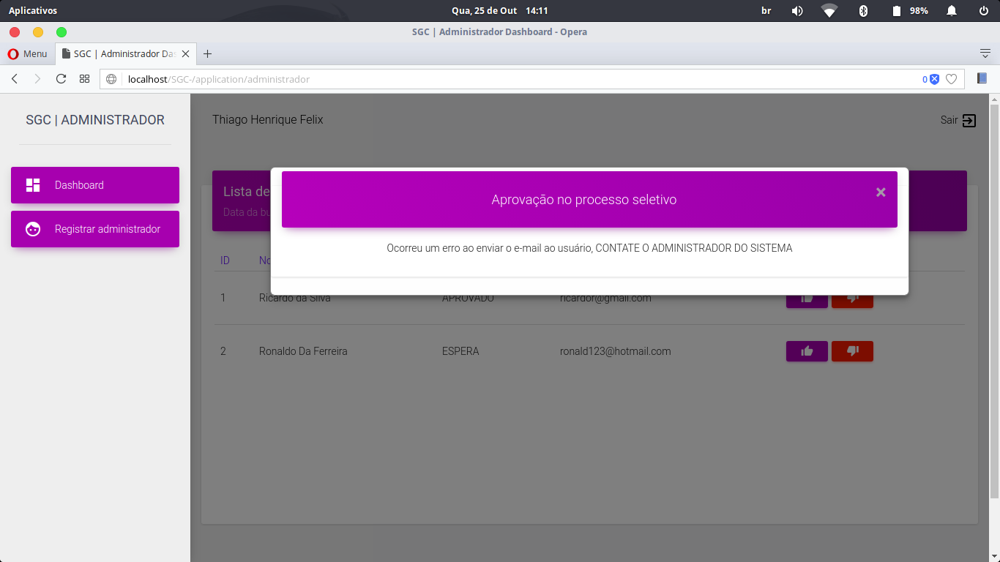 Aplicativos
Qua, 25 de Out 14:11
br
98%
SGC | Administrador Dashboard - Opera
Menu
SGC | Administrador Das
localhost/SGC-/application/administrador
0
SGC | ADMINISTRADOR
Thiago Henrique Felix
Sair
Dashboard
Registrar administrador
Lista de
Data da bu
Aprovação no processo seletivo
×
Ocorreu um erro ao enviar o e-mail ao usuário, CONTATE O ADMINISTRADOR DO SISTEMA
ID
1 Ricardo da Silva APROVADO ricardor@gmail.com
2 Ronaldo Da Ferreira ESPERA ronald123@hotmail.com